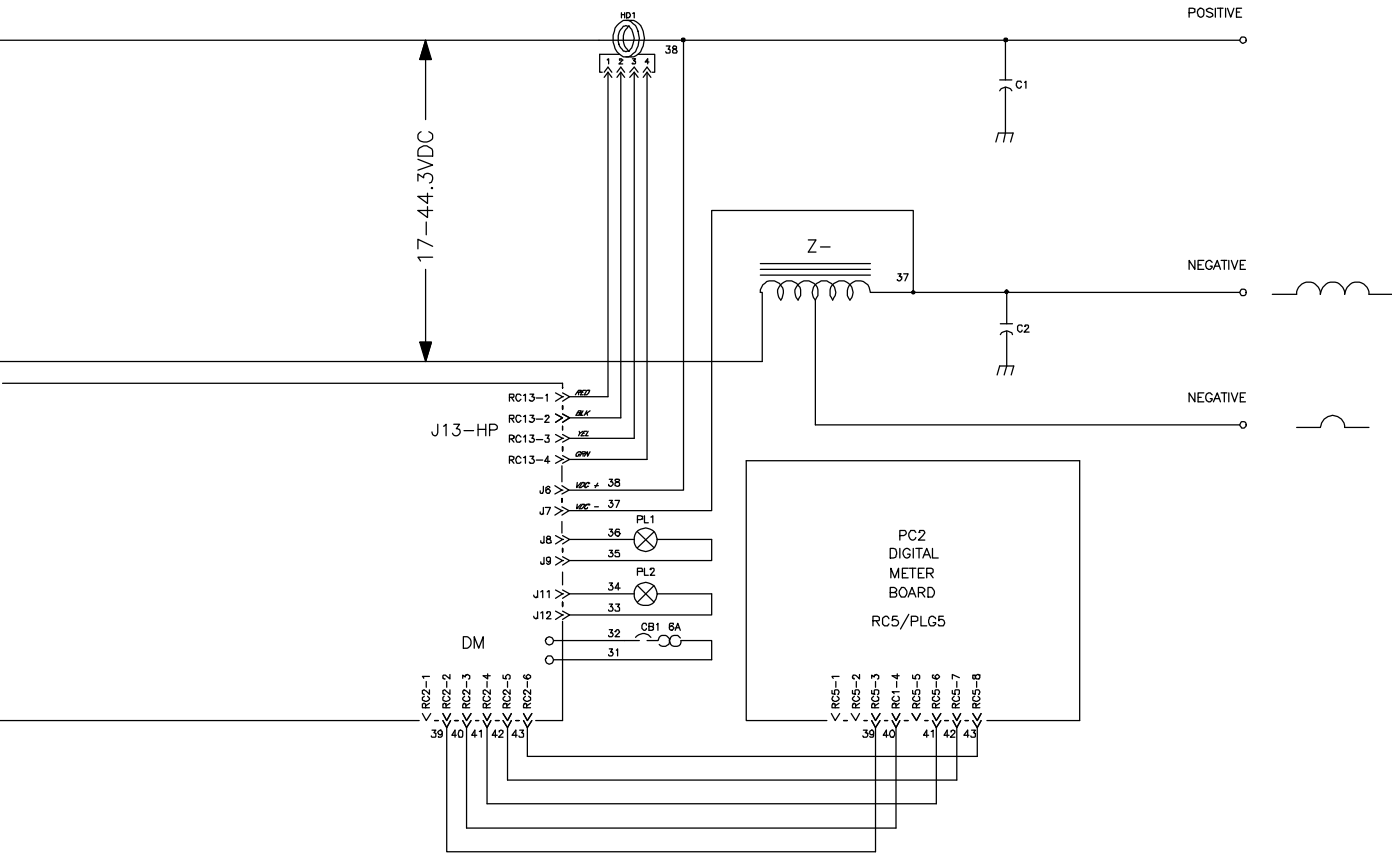 POSITIVE
HD1
38
1 2 3 4
C1
17-44.3VDC
Z-
37
NEGATIVE
C2
NEGATIVE
RC13-1 RED
RC13-2 BLK
J13-HP
RC13-3 YEL
RC13-4 GRN
J6 VDC + 38
J7 VDC - 37
PL1
J8 36
J9 35
PL2
J11 34
J12 33
DM
32 CB1 6A
31
PC2
DIGITAL
METER
BOARD
RC5/PLG5
RC2-1
RC2-2
RC2-3
RC2-4
RC2-5
RC2-6
39 40 41 42 43
RC5-1
RC5-2
RC5-3
RC1-4
RC5-5
RC5-6
RC5-7
RC5-8
39 40 41 42 43